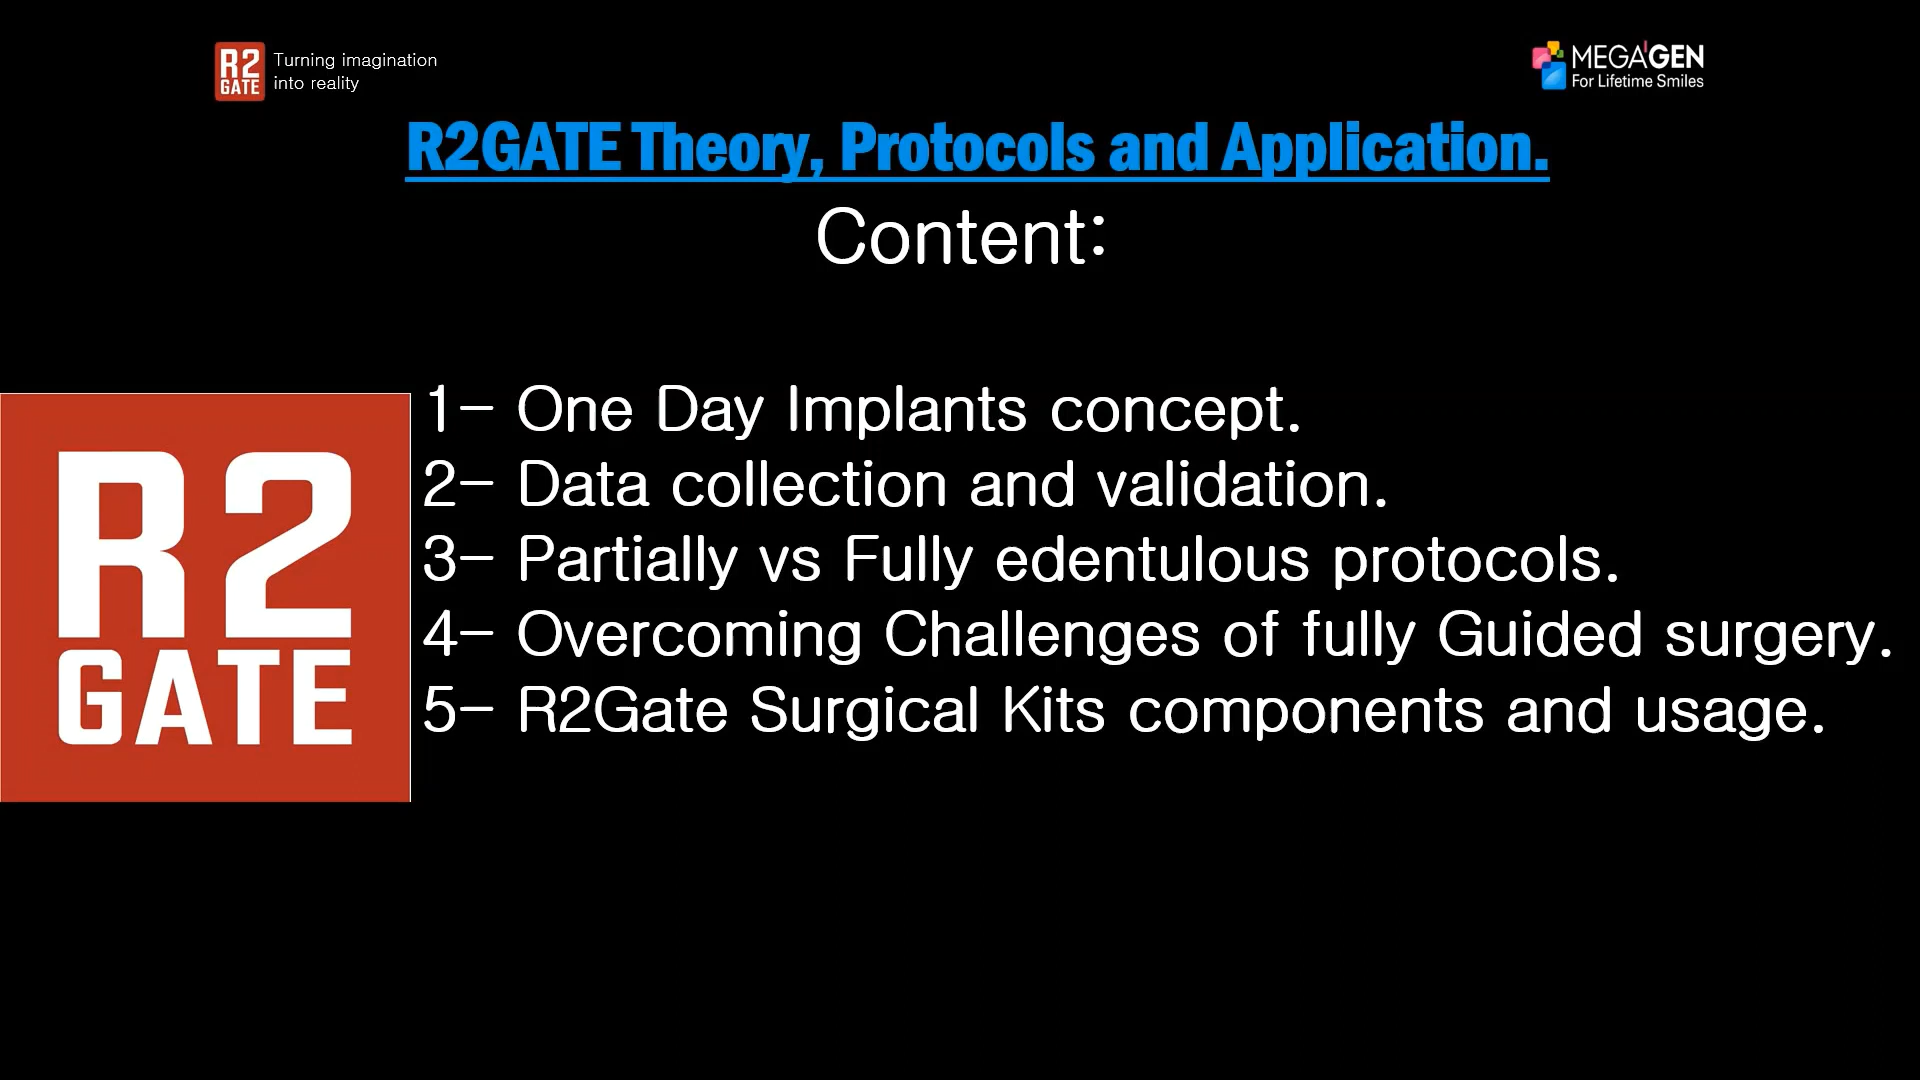 R2
GATE
Turning imagination
into reality
MEGA'GEN
For Lifetime Smiles
R2GATE Theory, Protocols and Application.
Content:
1- One Day Implants concept.
2- Data collection and validation.
3- Partially vs Fully edentulous protocols.
4- Overcoming Challenges of fully Guided surgery.
5- R2Gate Surgical Kits components and usage.
R2
GATE